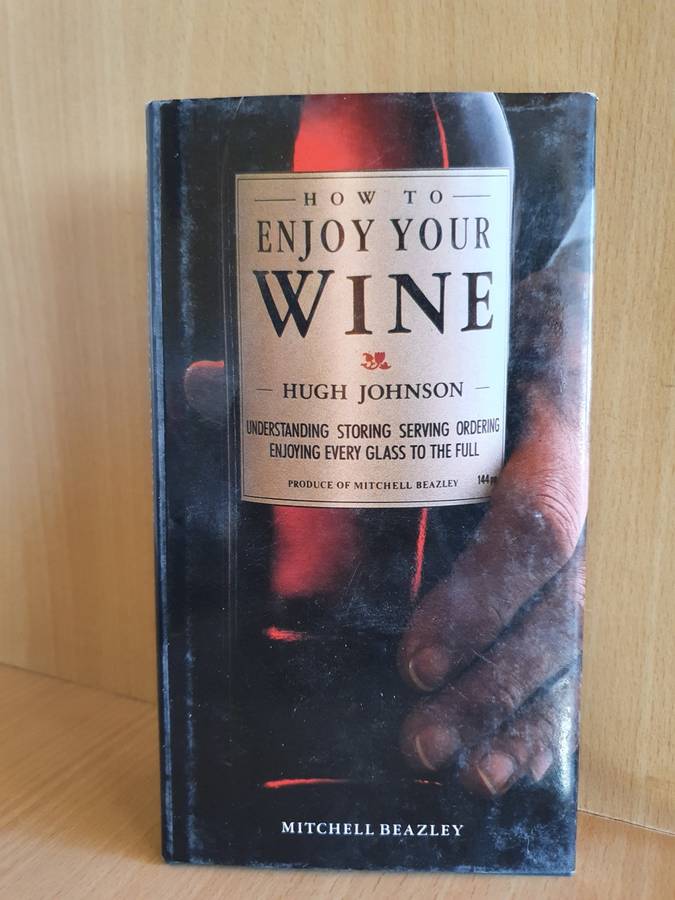 HOW TO
ENJOY YOUR
WINE
HUGH JOHNSON
UNDERSTANDING STORING SERVING ORDERING
ENJOYING EVERY GLASS TO THE FULL
PRODUCE OF MITCHELL BEAZLEY 144
MITCHELL BEAZLEY